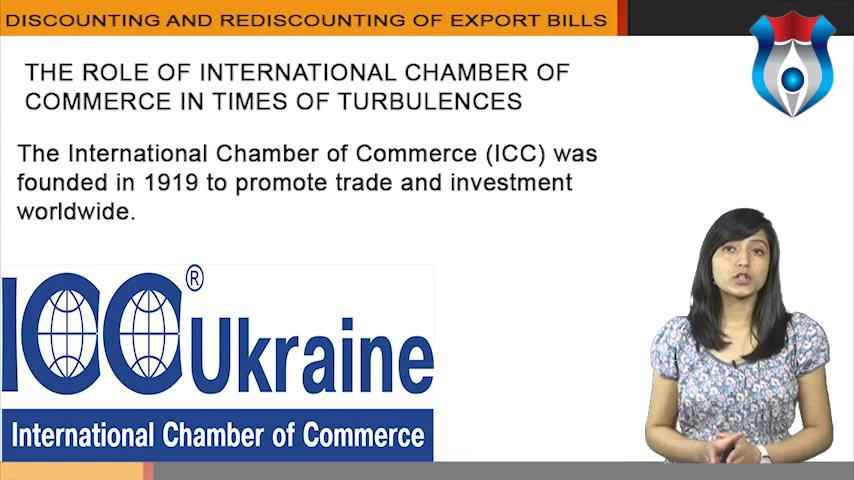 DISCOUNTING AND REDISCOUNTING OF EXPORT BILLS
THE ROLE OF INTERNATIONAL CHAMBER OF
COMMERCE IN TIMES OF TURBULENCES
The International Chamber of Commerce (ICC) was
founded in 1919 to promote trade and investment
worldwide.
ICC® Ukraine
International Chamber of Commerce